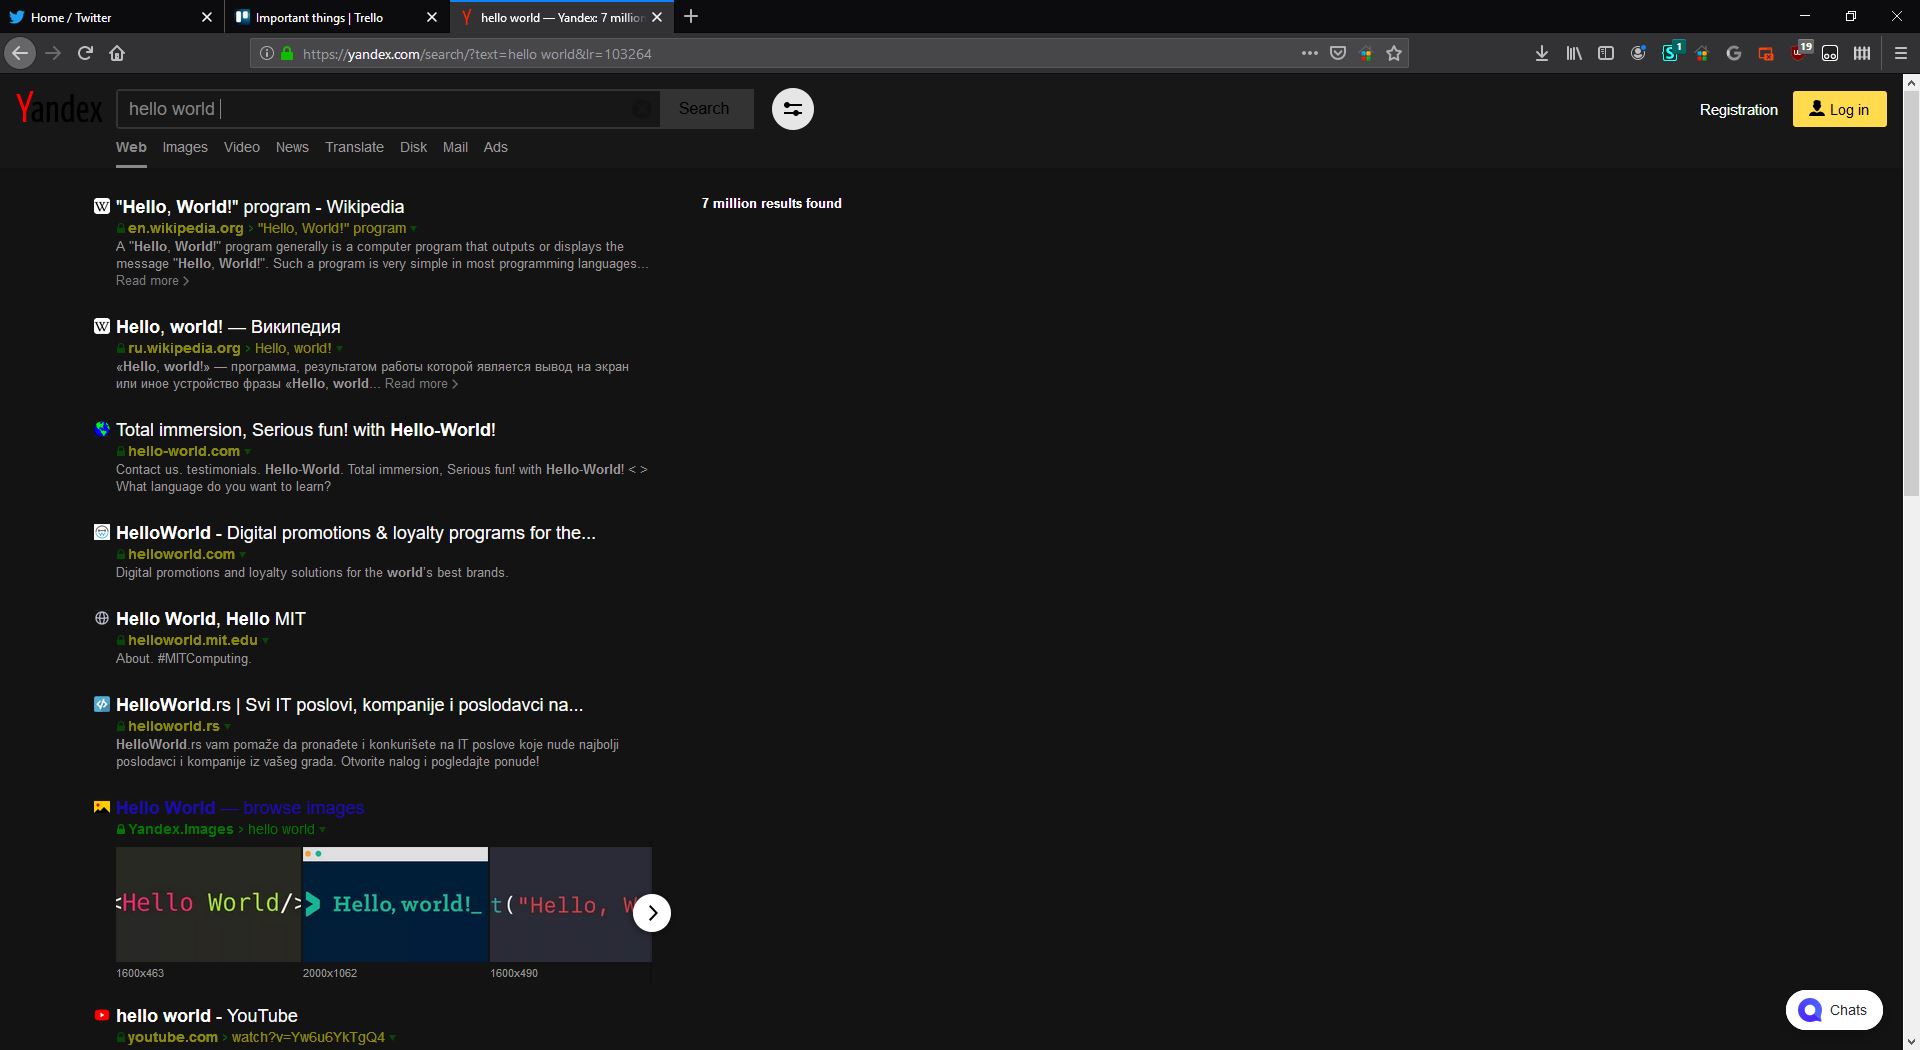 Home / Twitter
Important things | Trello
hello world — Yandex: 7 million
https://yandex.com/search/?text=hello world&lr=103264
1
19
Yandex
hello world
Search
Registration
Log in
Web
Images
Video
News
Translate
Disk
Mail
Ads
"Hello, World!" program - Wikipedia
en.wikipedia.org › "Hello, World!" program
A "Hello, World!" program generally is a computer program that outputs or displays the
message "Hello, World!". Such a program is very simple in most programming languages...
Read more >
7 million results found
Hello, world! — Википедия
ru.wikipedia.org › Hello, world!
«Hello, world!» — программа, результатом работы которой является вывод на экран
или иное устройство фразы «Hello, world... Read more >
Total immersion, Serious fun! with Hello-World!
hello-world.com
Contact us. testimonials. Hello-World. Total immersion, Serious fun! with Hello-World! < >
What language do you want to learn?
HelloWorld - Digital promotions & loyalty programs for the...
helloworld.com
Digital promotions and loyalty solutions for the world's best brands.
Hello World, Hello MIT
helloworld.mit.edu
About. #MITComputing.
HelloWorld.rs | Svi IT poslovi, kompanije i poslodavci na...
helloworld.rs
HelloWorld.rs vam pomaže da pronađete i konkurišete na IT poslove koje nude najbolji
poslodavci i kompanije iz vašeg grada. Otvorite nalog i pogledajte ponude!
Hello World — browse images
Yandex.Images › hello world
<Hello World/>
Hello, world!_
t("Hello, W
1600x463
2000x1062
1600x490
hello world - YouTube
youtube.com › watch?v=Yw6u6YkTgQ4
Chats